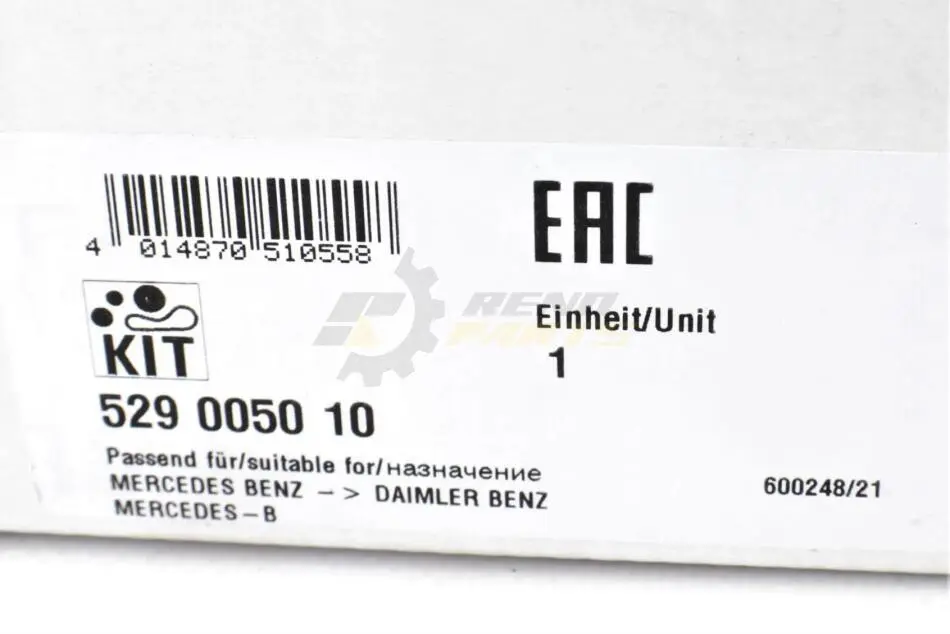 EAC
4 014870 510558
RENO
PARTS
Einheit/Unit
1
KIT
529 0050 10
Passend für/suitable for/назначение
MERCEDES BENZ -> DAIMLER BENZ
MERCEDES-B
600248/21